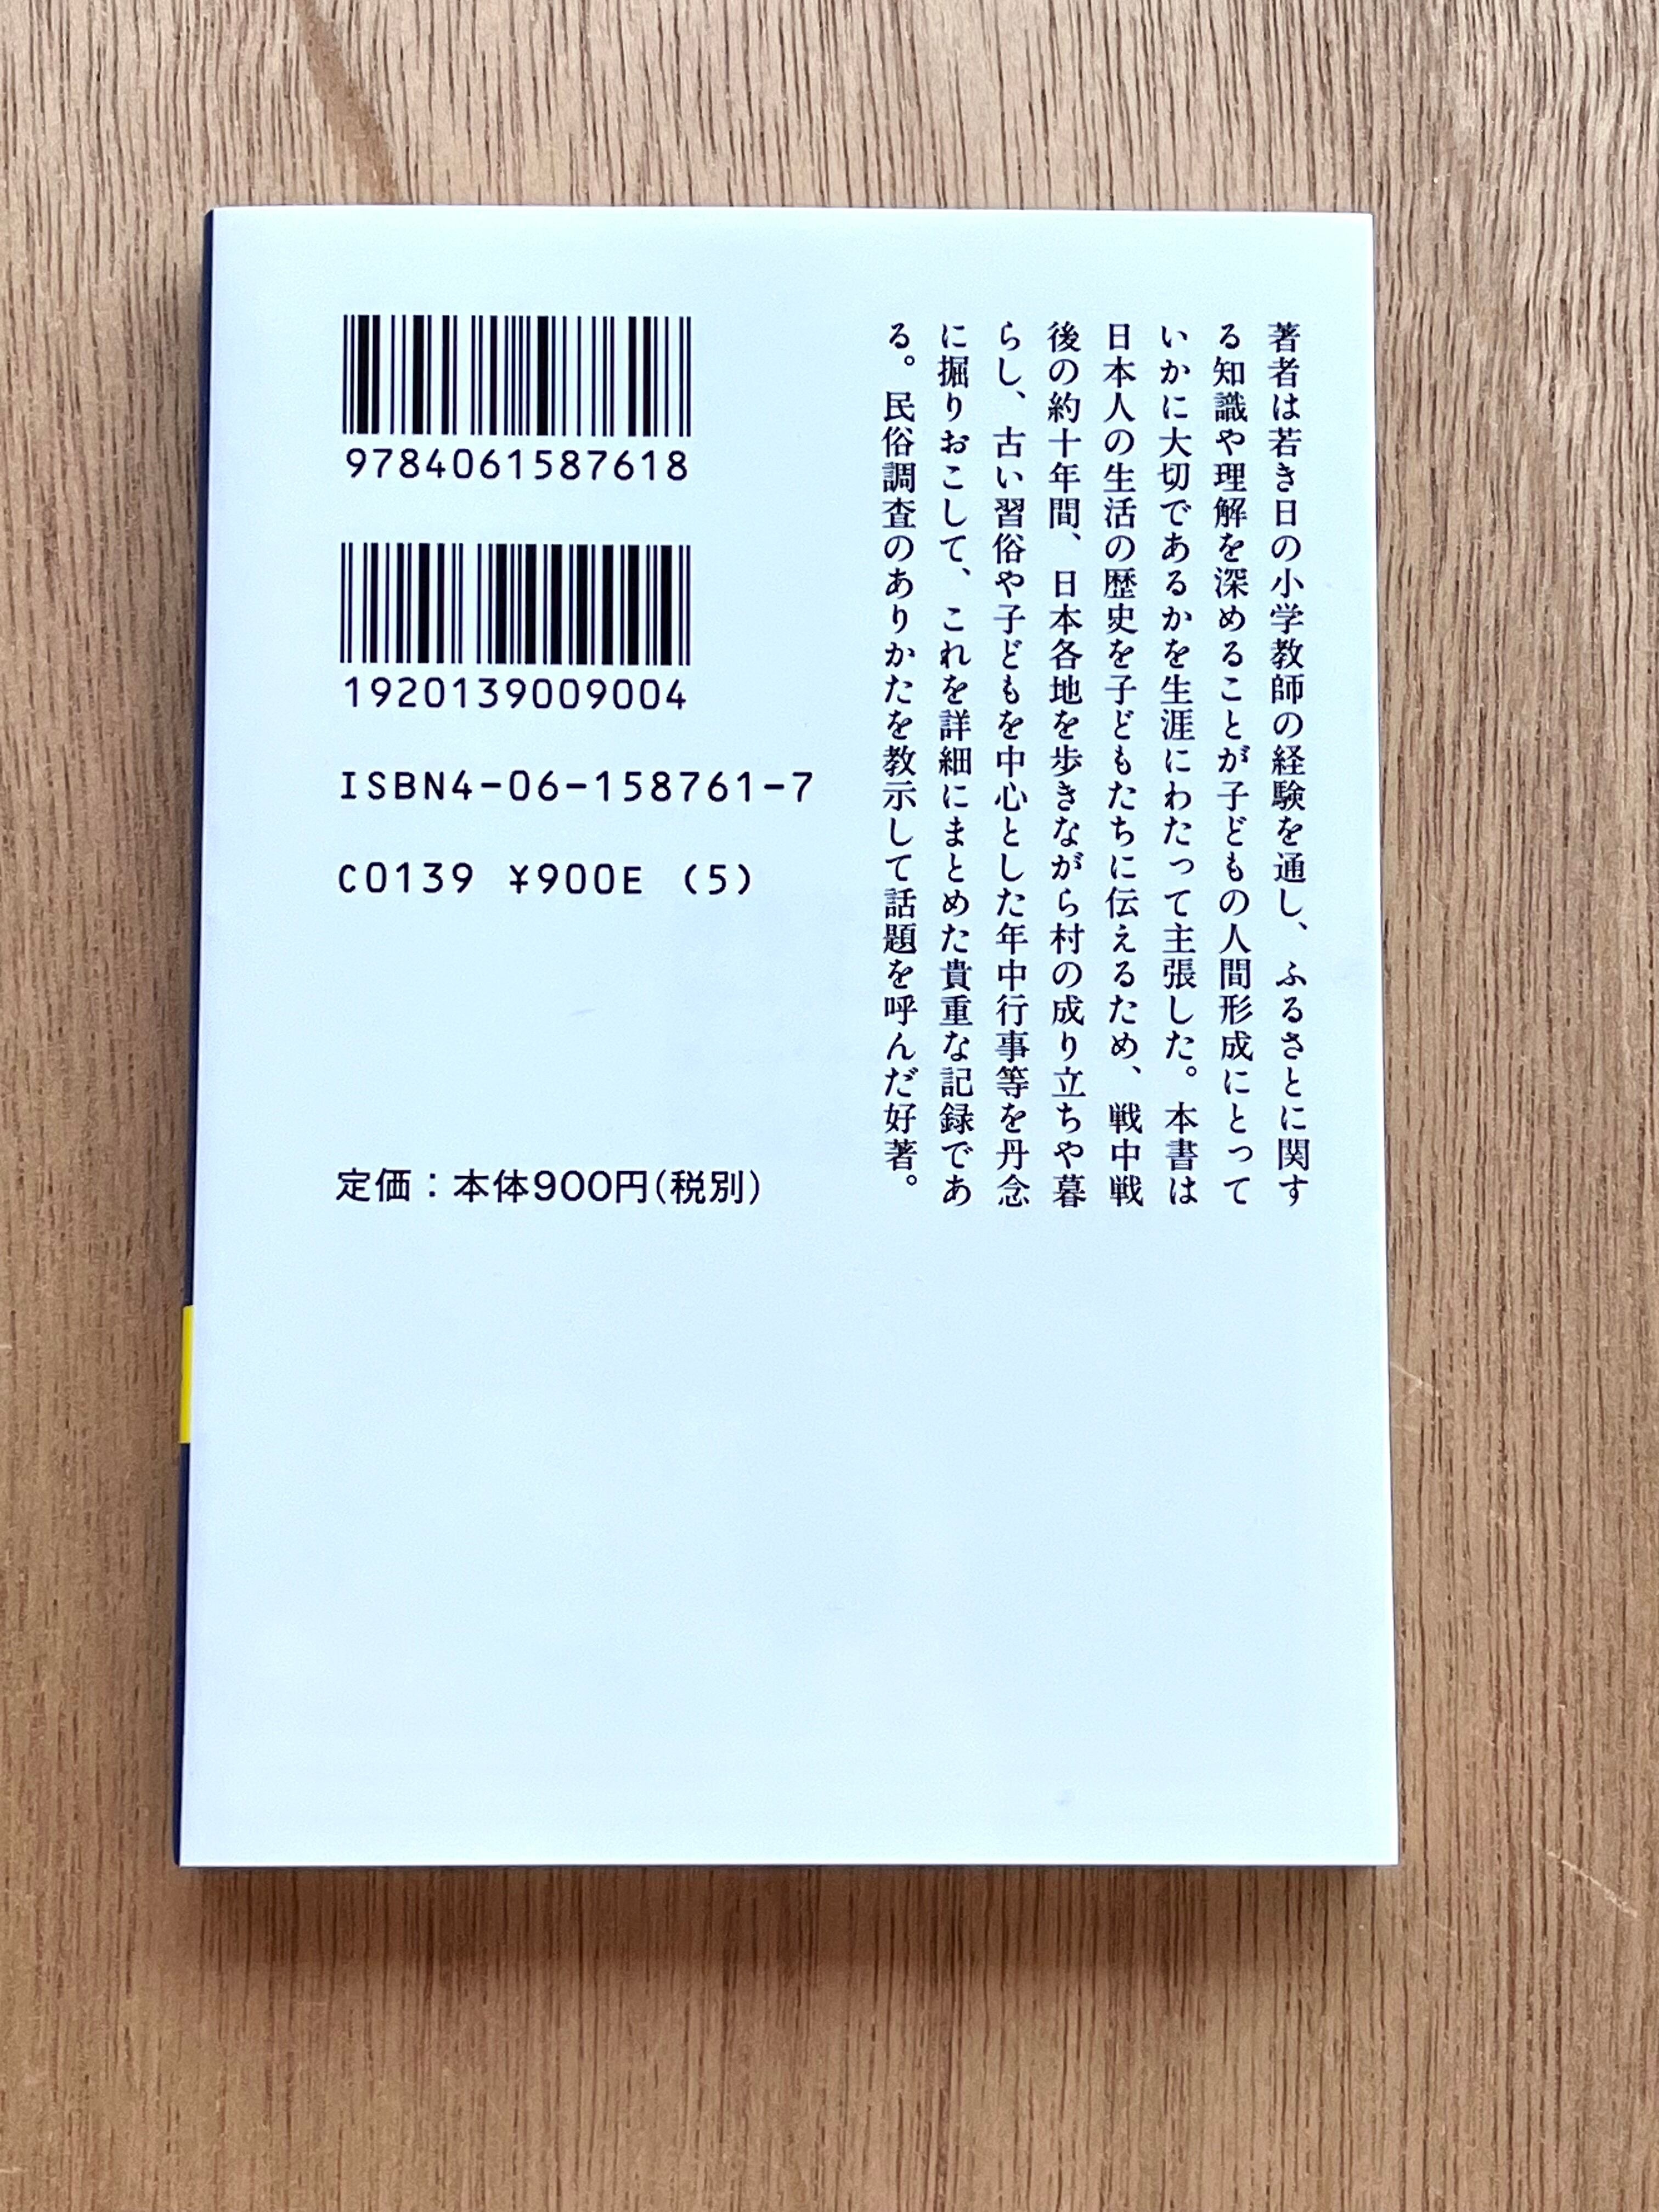 著者は若き日の小学教師の経験を通し、ふるさとに関す
る知識や理解を深めることが子どもの人間形成にとって
いかに大切であるかを生涯にわたって主張した。本書は
日本人の生活の歴史を子どもたちに伝えるため、戦中戦
後の約十年間、日本各地を歩きながら村の成り立ちや暮
らし、古い習俗や子どもを中心とした年中行事等を丹念
に掘りおこして、これを詳細にまとめた貴重な記録であ
る。民俗調査のありかたを教示して話題を呼んだ好著。
9784061587618
1920139009004
ISBN4-06-158761-7
C0139 ¥900E (5)
定価：本体900円(税別)